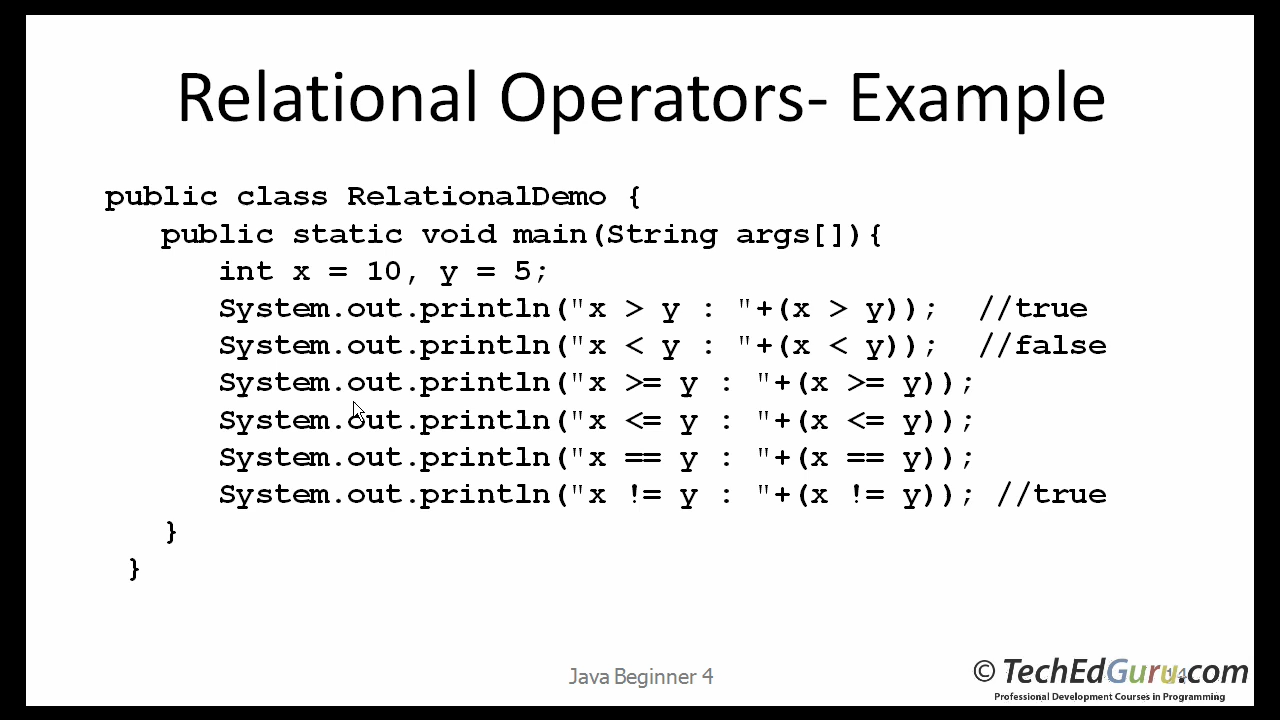 Relational Operators- Example
public class RelationalDemo {
public static void main(String args[]){
int x = 10, y = 5;
System.out.println("x > y : "+(x > y)); //true
System.out.println("x < y : "+(x < y)); //false
System.out.println("x >= y : "+(x >= y));
System.out.println("x <= y : "+(x <= y));
System.out.println("x == y : "+(x == y));
System.out.println("x != y : "+(x != y)); //true
}
}
Java Beginner 4
© TechEdGuru.com
Professional Development Courses in Programming